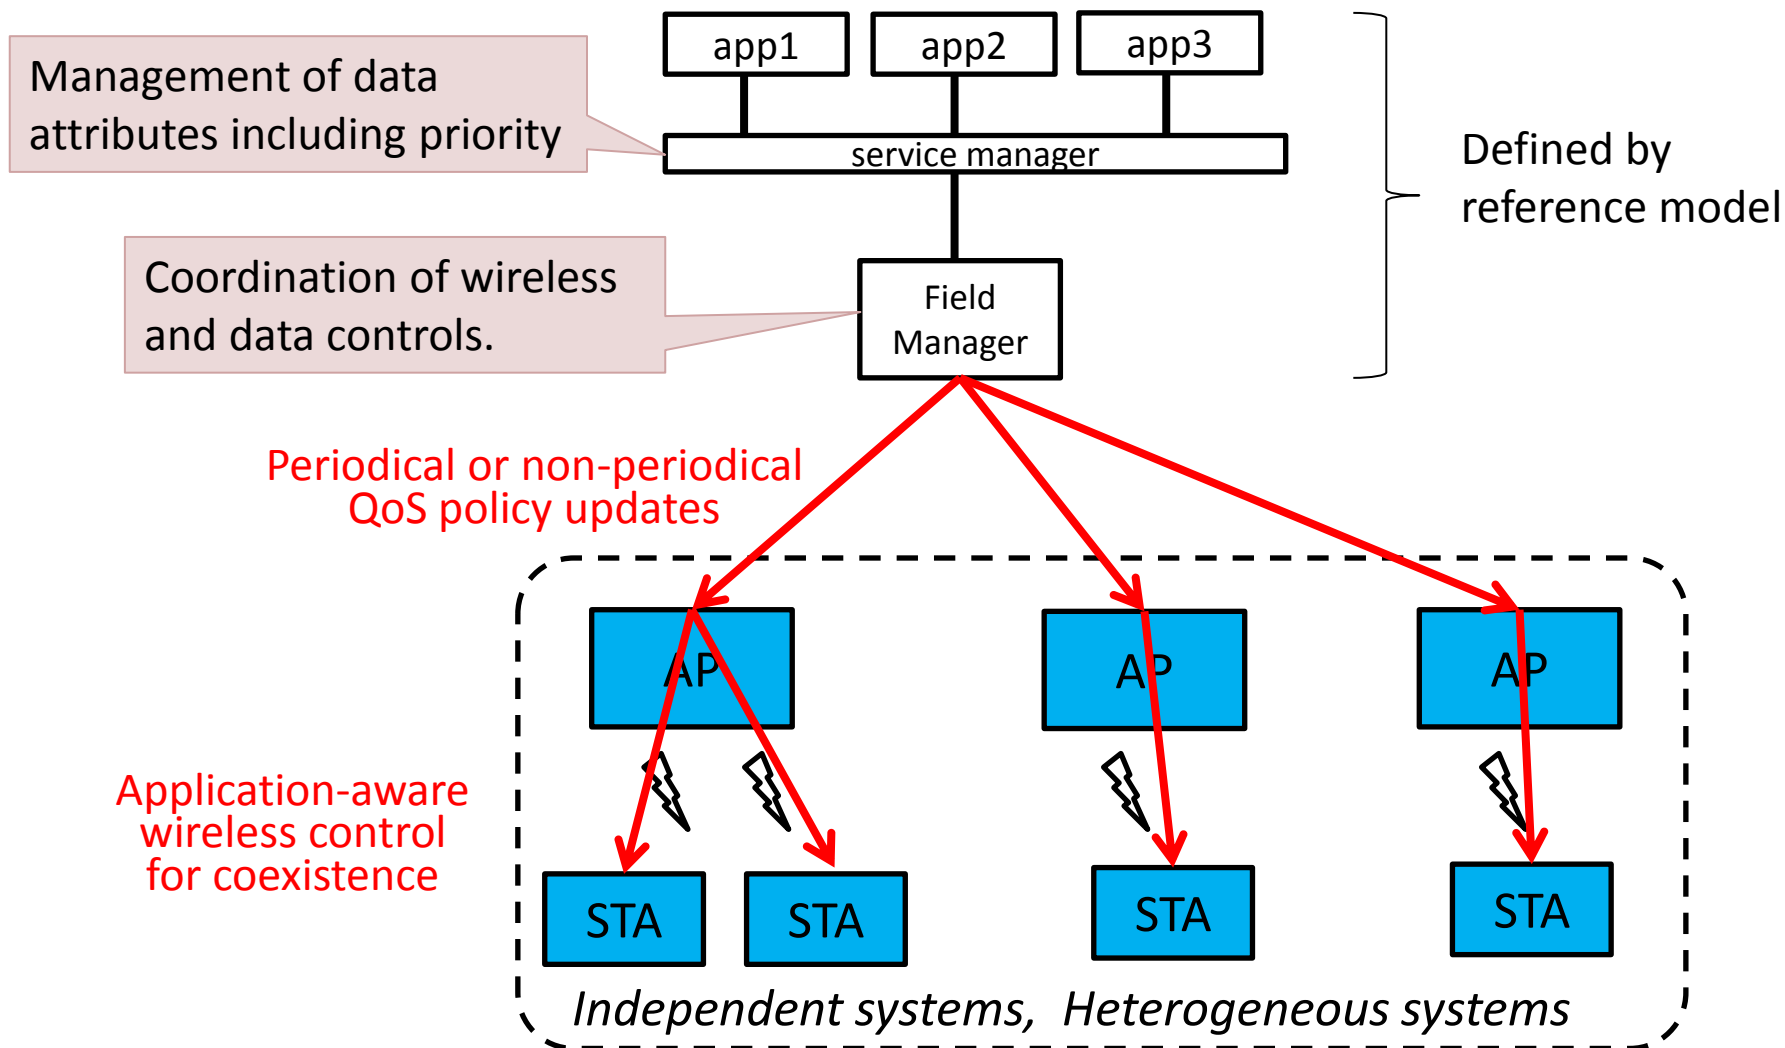 app1
app2
app3
Management of data
attributes including priority
service manager
Defined by
reference model
Coordination of wireless
and data controls.
Field
Manager
Periodical or non-periodical
QoS policy updates
AP
AP
AP
Application-aware
wireless control
for coexistence
STA
STA
STA
STA
Independent systems, Heterogeneous systems